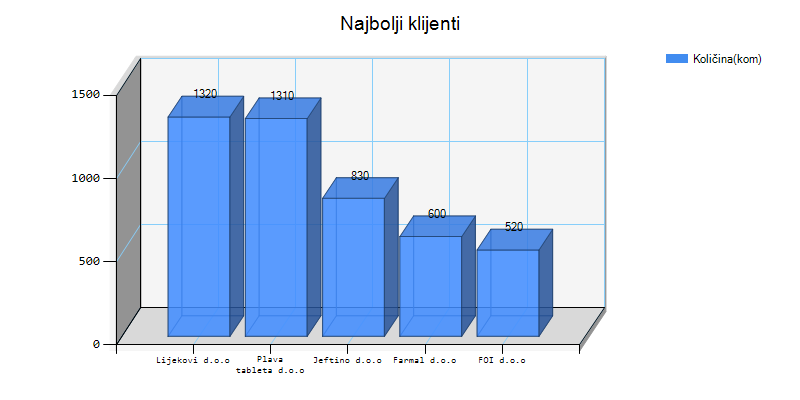 Najbolji klijenti
Količina(kom)
1500
1000
500
0
1320
1310
830
600
520
Lijekovi d.o.o
Plava
tableta d.o.o
Jeftino d.o.o
Farmal d.o.o
FOI d.o.o